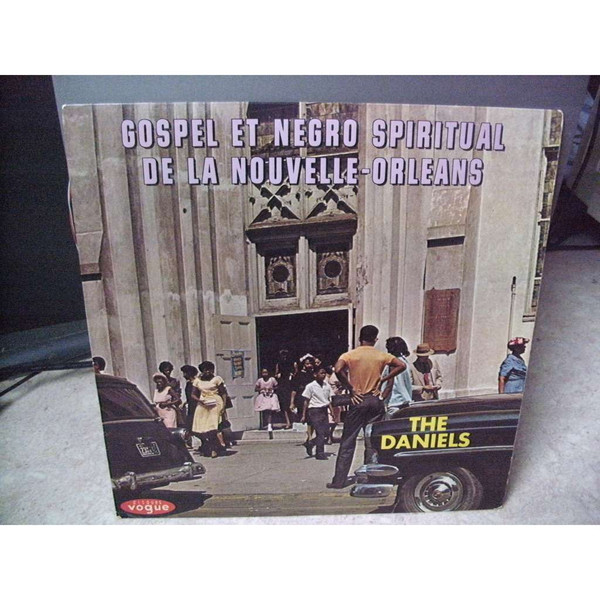 GOSPEL ET NEGRO SPIRITUAL
DE LA NOUVELLE-ORLEANS
THE
DANIELS
vogue